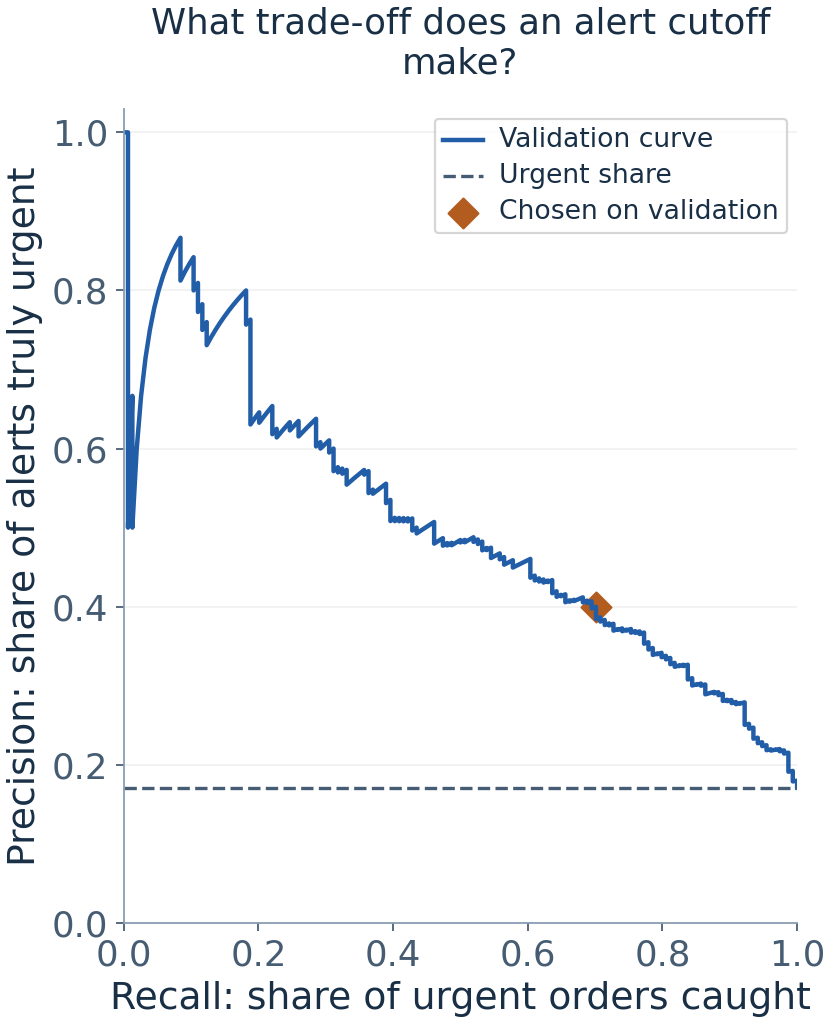 What trade-off does an alert cutoff
make?
Validation curve
Urgent share
Chosen on validation
Precision: share of alerts truly urgent
1.0
0.8
0.6
0.4
0.2
0.0
0.0 0.2 0.4 0.6 0.8 1.0
Recall: share of urgent orders caught